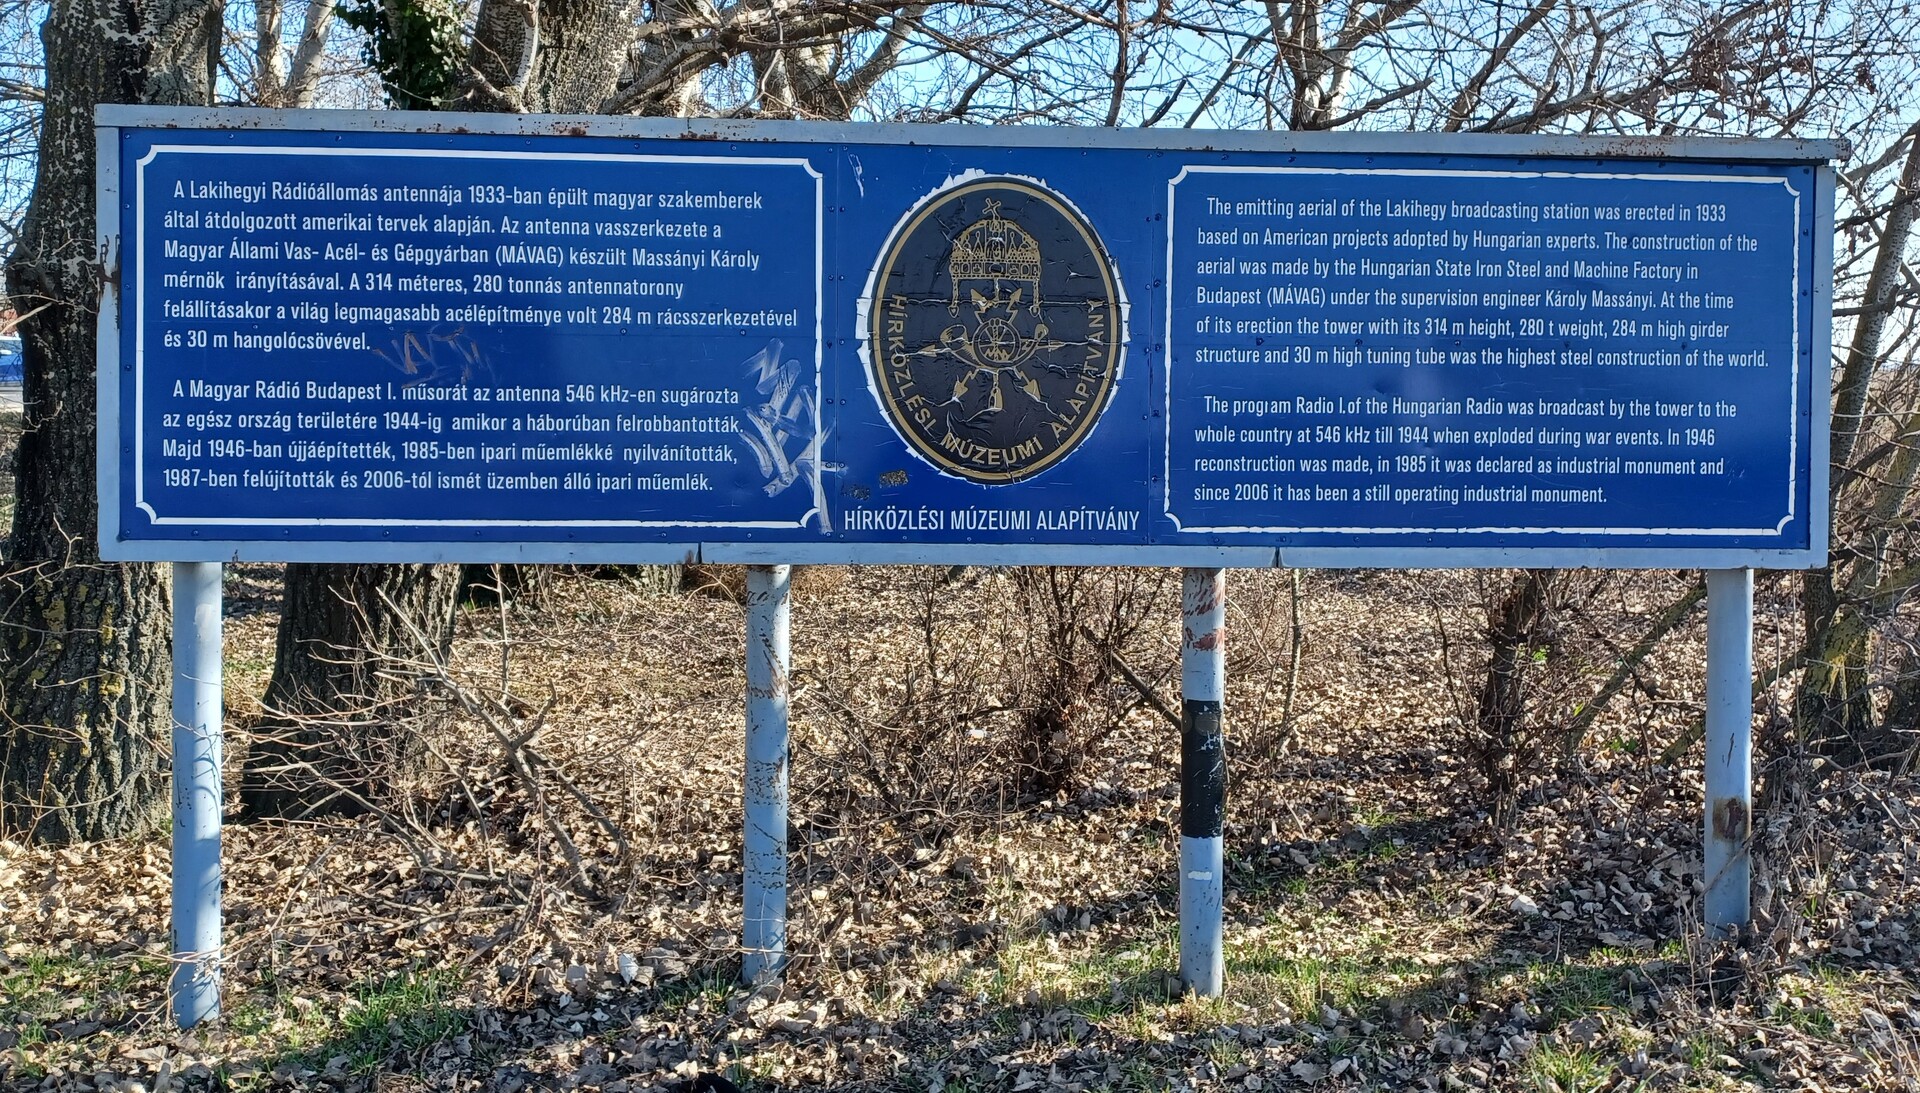 A Lakihegyi Rádióállomás antennája 1933-ban épült magyar szakemberek
által átdolgozott amerikai tervek alapján. Az antenna vasszerkezete a
Magyar Állami Vas- Acél- és Gépgyárban (MÁVAG) készült Massányi Károly
mérnök irányításával. A 314 méteres, 280 tonnás antennatorony
felállításakor a világ legmagasabb acélépítménye volt 284 m rácsszerkezetével
és 30 m hangolócsövével.
A Magyar Rádió Budapest I. műsorát az antenna 546 kHz-en sugározta
az egész ország területére 1944-ig amikor a háborúban felrobbantották.
Majd 1946-ban újjáépítették, 1985-ben ipari műemlékké nyilvánították,
1987-ben felújították és 2006-tól ismét üzemben álló ipari műemlék.
HÍRKÖZLÉSI MÚZEUMI ALAPÍTVÁNY
HÍRKÖZLÉSI MÚZEUMI ALAPÍTVÁNY
The emitting aerial of the Lakihegy broadcasting station was erected in 1933
based on American projects adopted by Hungarian experts. The construction of the
aerial was made by the Hungarian State Iron Steel and Machine Factory in
Budapest (MÁVAG) under the supervision engineer Károly Massányi. At the time
of its erection the tower with its 314 m height, 280 t weight, 284 m high girder
structure and 30 m high tuning tube was the highest steel construction of the world.
The program Radio I. of the Hungarian Radio was broadcast by the tower to the
whole country at 546 kHz till 1944 when exploded during war events. In 1946
reconstruction was made, in 1985 it was declared as industrial monument and
since 2006 it has been a still operating industrial monument.